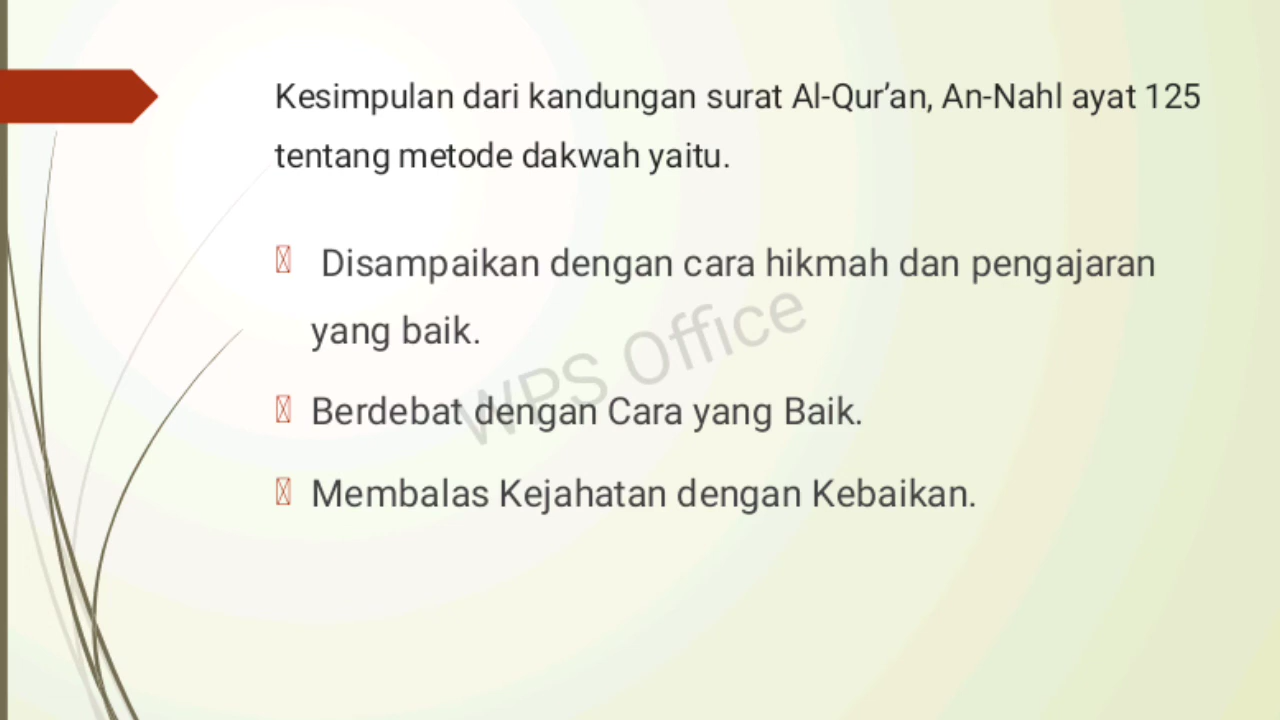 Kesimpulan dari kandungan surat Al-Qur’an, An-Nahl ayat 125
tentang metode dakwah yaitu.
Disampaikan dengan cara hikmah dan pengajaran
yang baik.
WPS Office
Berdebat dengan Cara yang Baik.
Membalas Kejahatan dengan Kebaikan.